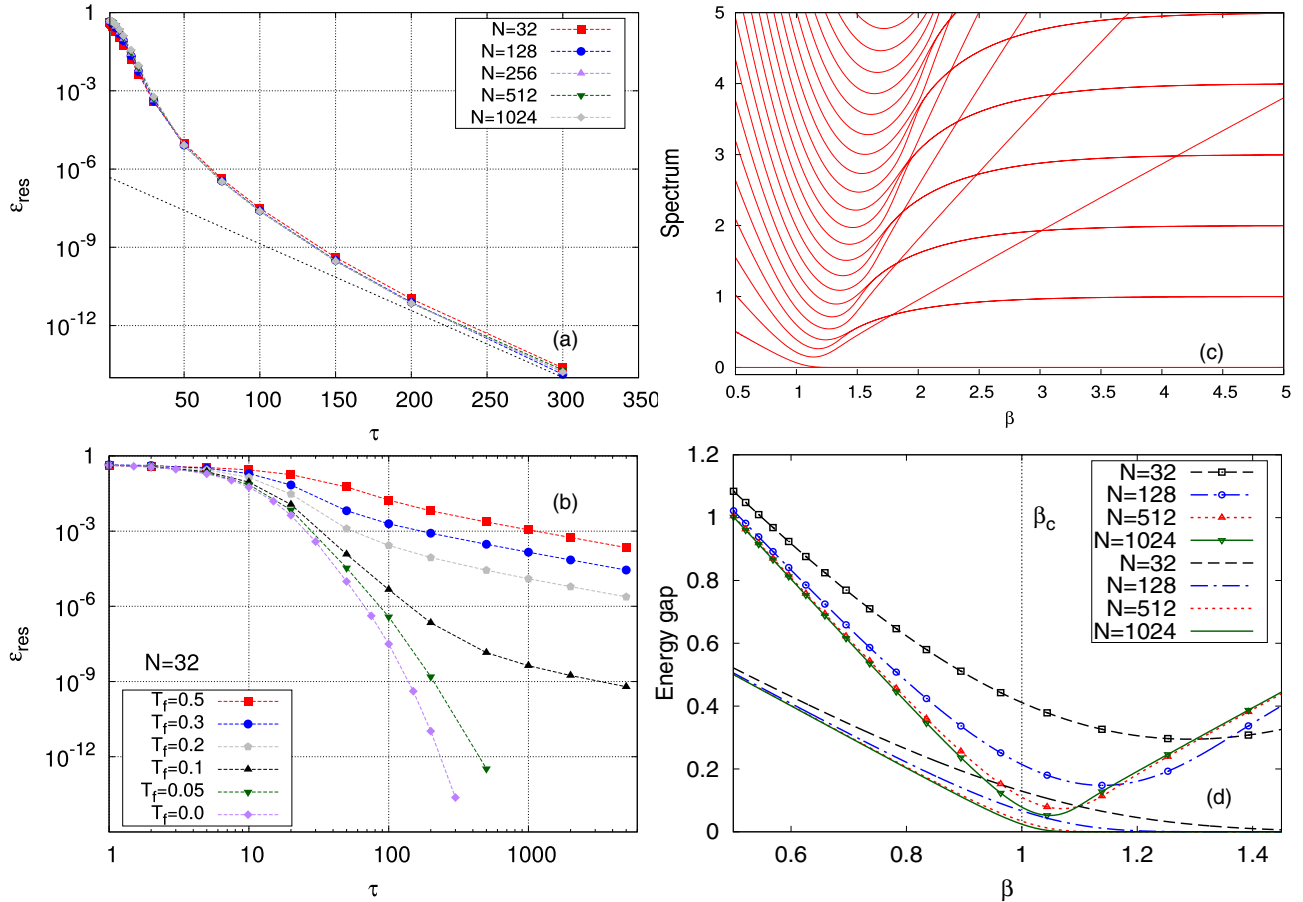 ε_res
1
10^-3
10^-6
10^-9
10^-12
50
100
150
200
250
300
350
τ
N=32
N=128
N=256
N=512
N=1024
(a)
Spectrum
5
4
3
2
1
0
0.5
1
1.5
2
2.5
3
3.5
4
4.5
5
β
(c)
ε_res
1
10^-3
10^-6
10^-9
10^-12
1
10
100
1000
τ
(b)
N=32
T_f=0.5
T_f=0.3
T_f=0.2
T_f=0.1
T_f=0.05
T_f=0.0
Energy gap
1.2
1
0.8
0.6
0.4
0.2
0
0.6
0.8
1
1.2
1.4
β
β_c
N=32
N=128
N=512
N=1024
N=32
N=128
N=512
N=1024
(d)